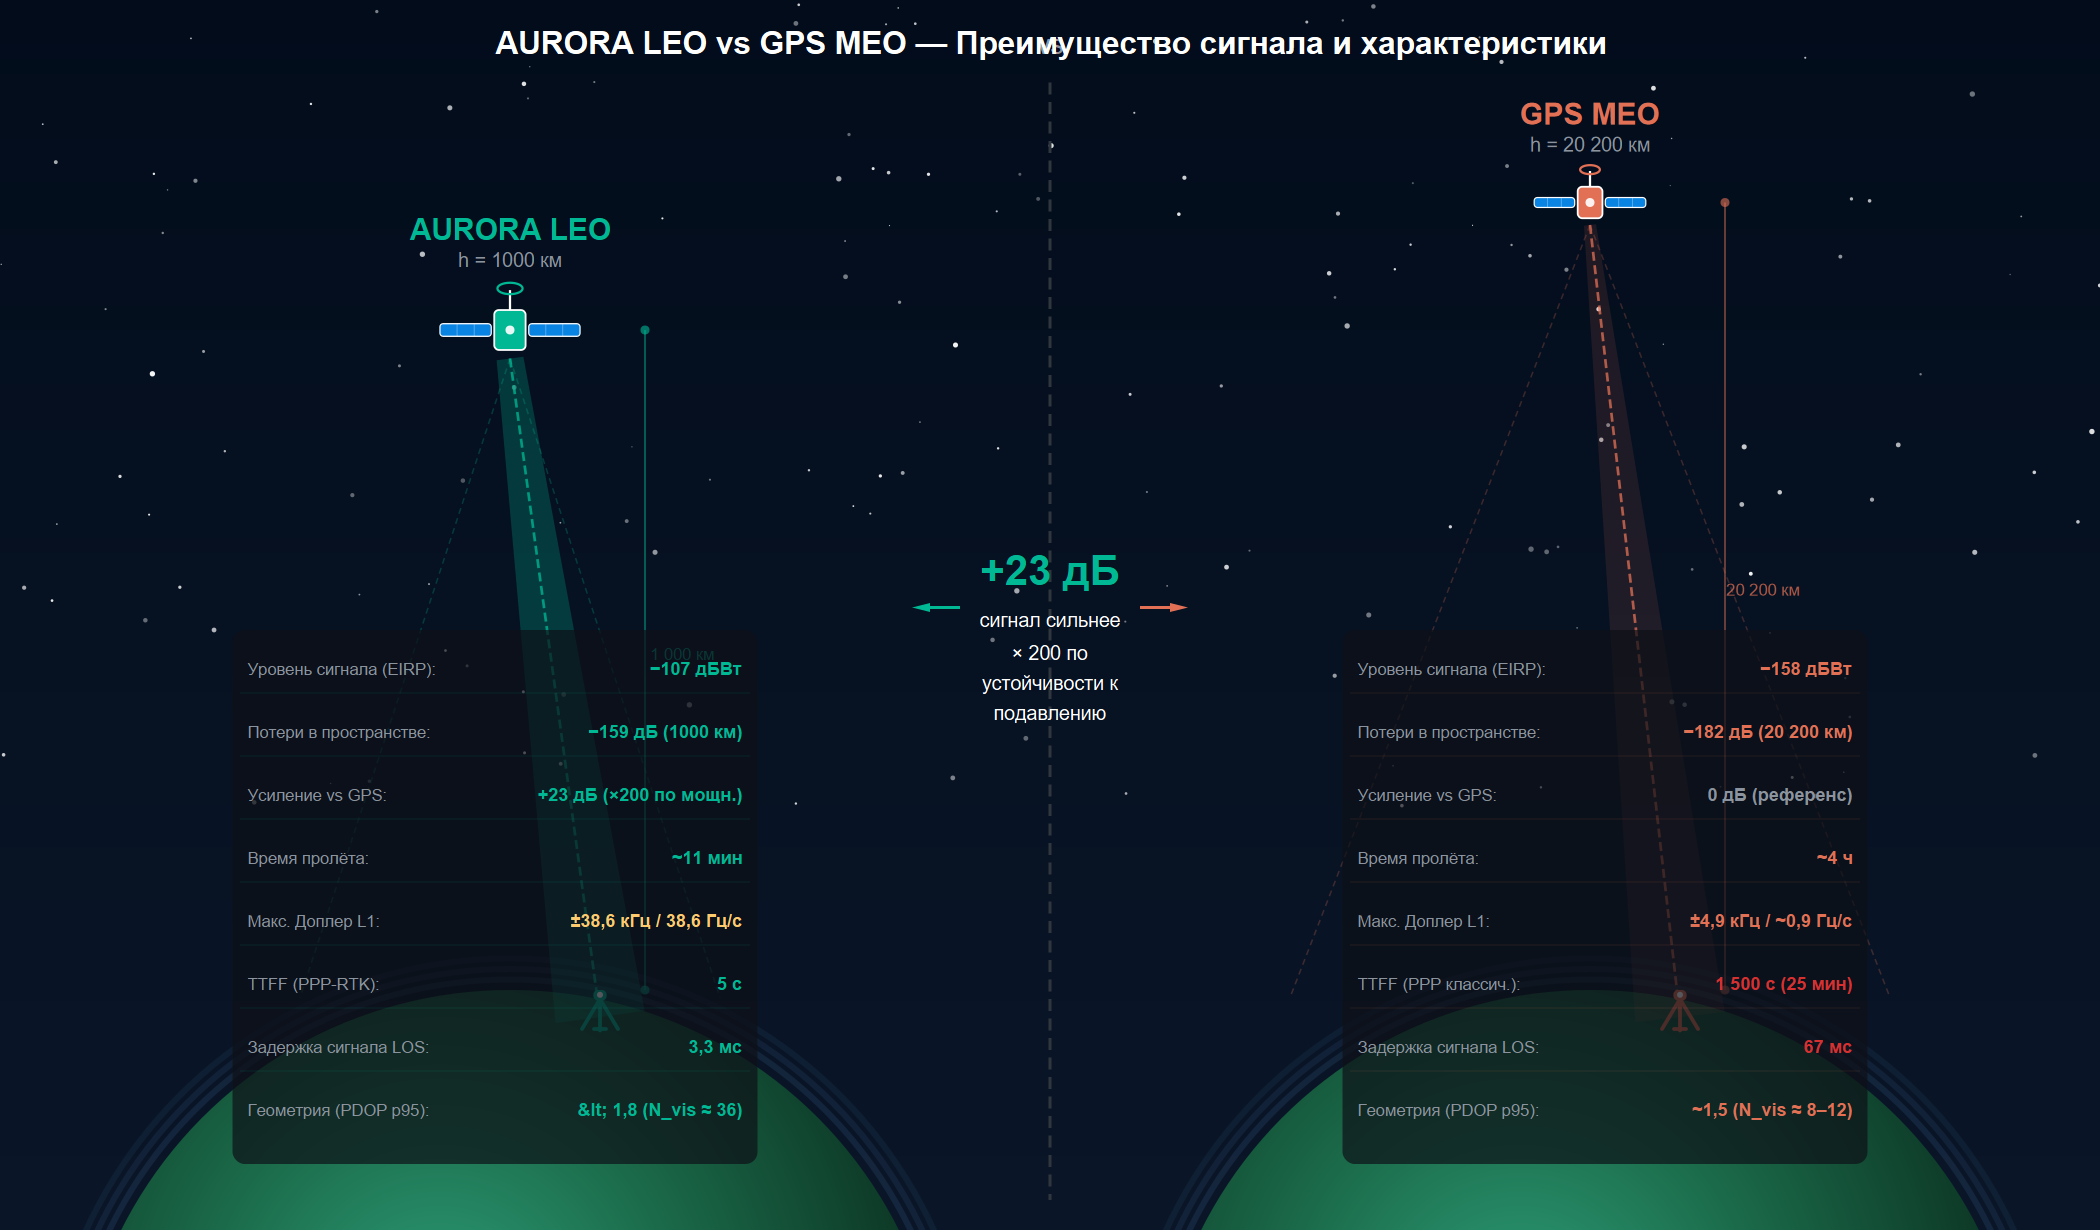 AURORA LEO vs GPS MEO — Преимущество сигнала и характеристики
AURORA LEO
h = 1000 км
GPS MEO
h = 20 200 км
20 200 км
+23 дБ
сигнал сильнее
× 200 по
устойчивости к
подавлению
1 000 км
Уровень сигнала (EIRP): −107 дБВт
Потери в пространстве: −159 дБ (1000 км)
Усиление vs GPS: +23 дБ (×200 по мощн.)
Время пролёта: ~11 мин
Макс. Доплер L1: ±38,6 кГц / 38,6 Гц/с
TTFF (PPP-RTK): 5 с
Задержка сигнала LOS: 3,3 мс
Геометрия (PDOP p95): &lt; 1,8 (N_vis ≈ 36)
Уровень сигнала (EIRP): −158 дБВт
Потери в пространстве: −182 дБ (20 200 км)
Усиление vs GPS: 0 дБ (референс)
Время пролёта: ~4 ч
Макс. Доплер L1: ±4,9 кГц / ~0,9 Гц/с
TTFF (PPP классич.): 1 500 с (25 мин)
Задержка сигнала LOS: 67 мс
Геометрия (PDOP p95): ~1,5 (N_vis ≈ 8–12)